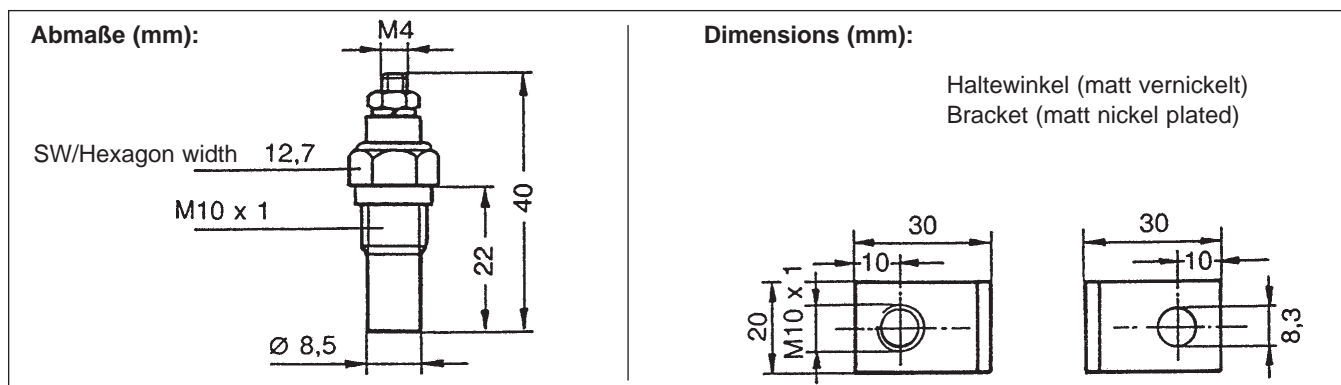 Abmaße (mm):
M4
SW/Hexagon width 12,7
M10 x 1
40
22
Ø 8,5
Dimensions (mm):
Haltewinkel (matt vernickelt)
Bracket (matt nickel plated)
30
10
20
M10 x 1
30
10
8,3